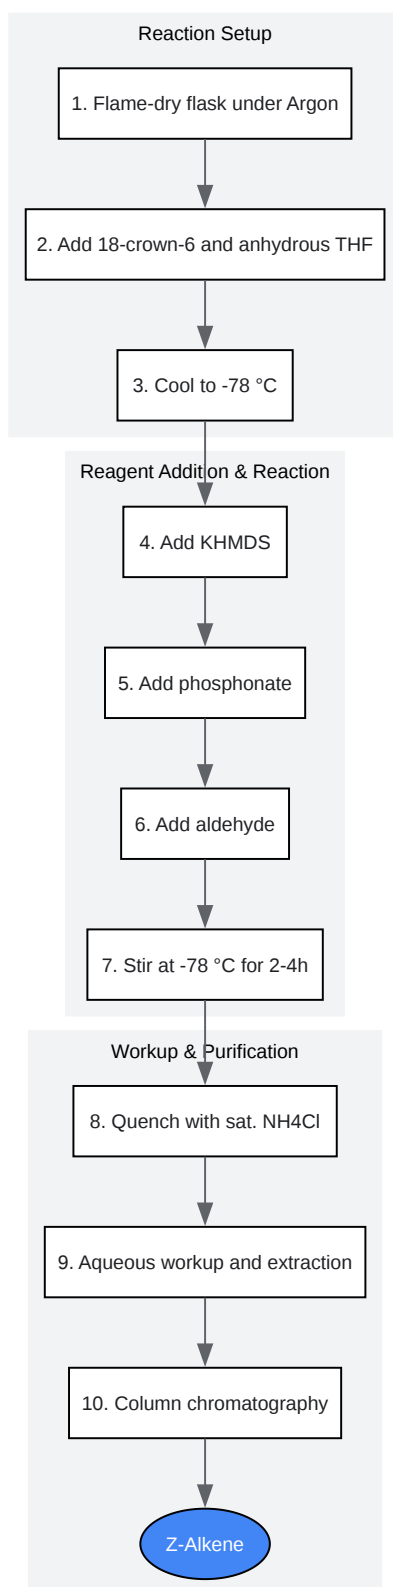 Reaction Setup
1. Flame-dry flask under Argon
2. Add 18-crown-6 and anhydrous THF
3. Cool to -78 °C
Reagent Addition & Reaction
4. Add KHMDS
5. Add phosphonate
6. Add aldehyde
7. Stir at -78 °C for 2-4h
Workup & Purification
8. Quench with sat. NH4Cl
9. Aqueous workup and extraction
10. Column chromatography
Z-Alkene